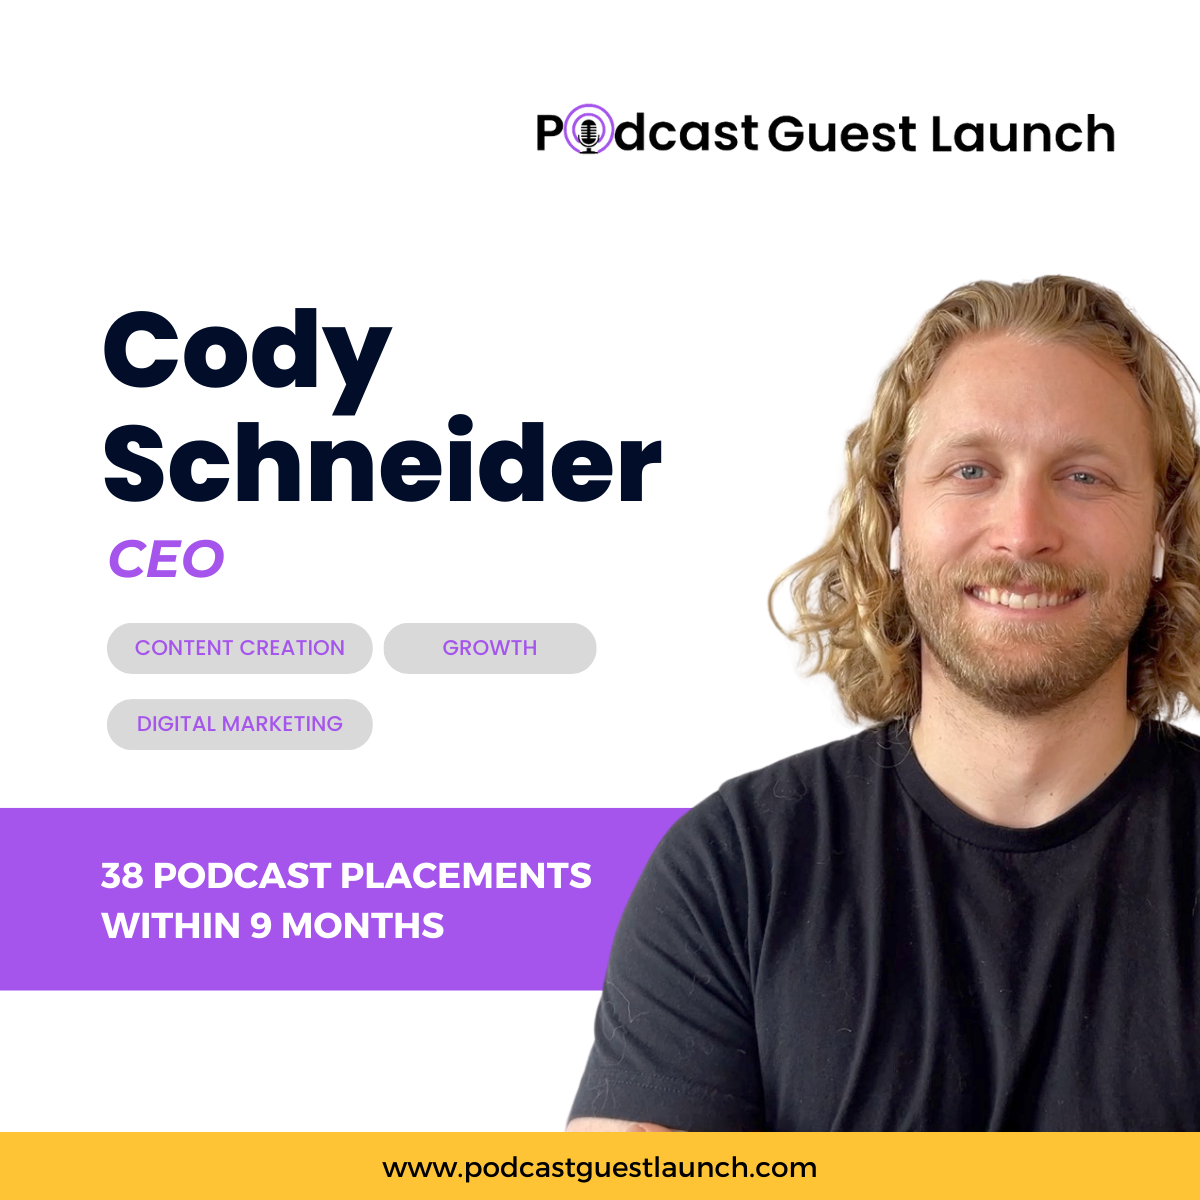 Podcast Guest Launch
Cody
Schneider
CEO
CONTENT CREATION
GROWTH
DIGITAL MARKETING
38 PODCAST PLACEMENTS
WITHIN 9 MONTHS
www.podcastguestlaunch.com